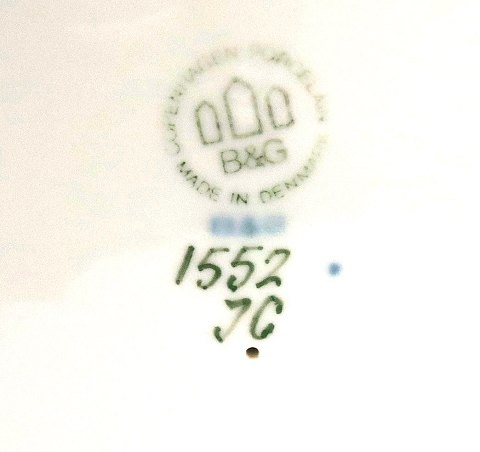 COPENHAGEN PORCELAIN
B&G
MADE IN DENMARK
B&G
1552
JC